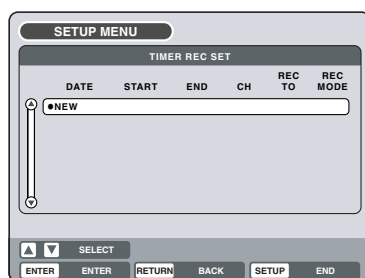 SETUP MENU
TIMER REC SET
DATE START END CH REC TO REC MODE
●NEW
SELECT
ENTER ENTER RETURN BACK SETUP END